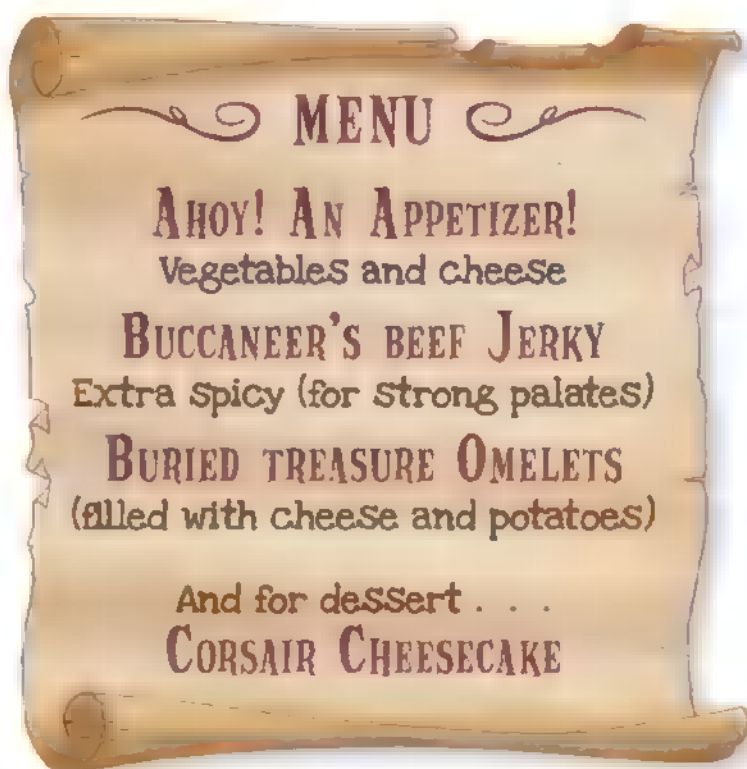 MENU
AHOY! AN APPETIZER!
Vegetables and cheese
BUCCANEER'S BEEF JERKY
Extra spicy (for strong palates)
BURIED TREASURE OMELETS
(filled with cheese and potatoes)
And for dessert . . .
CORSAIR CHEESECAKE